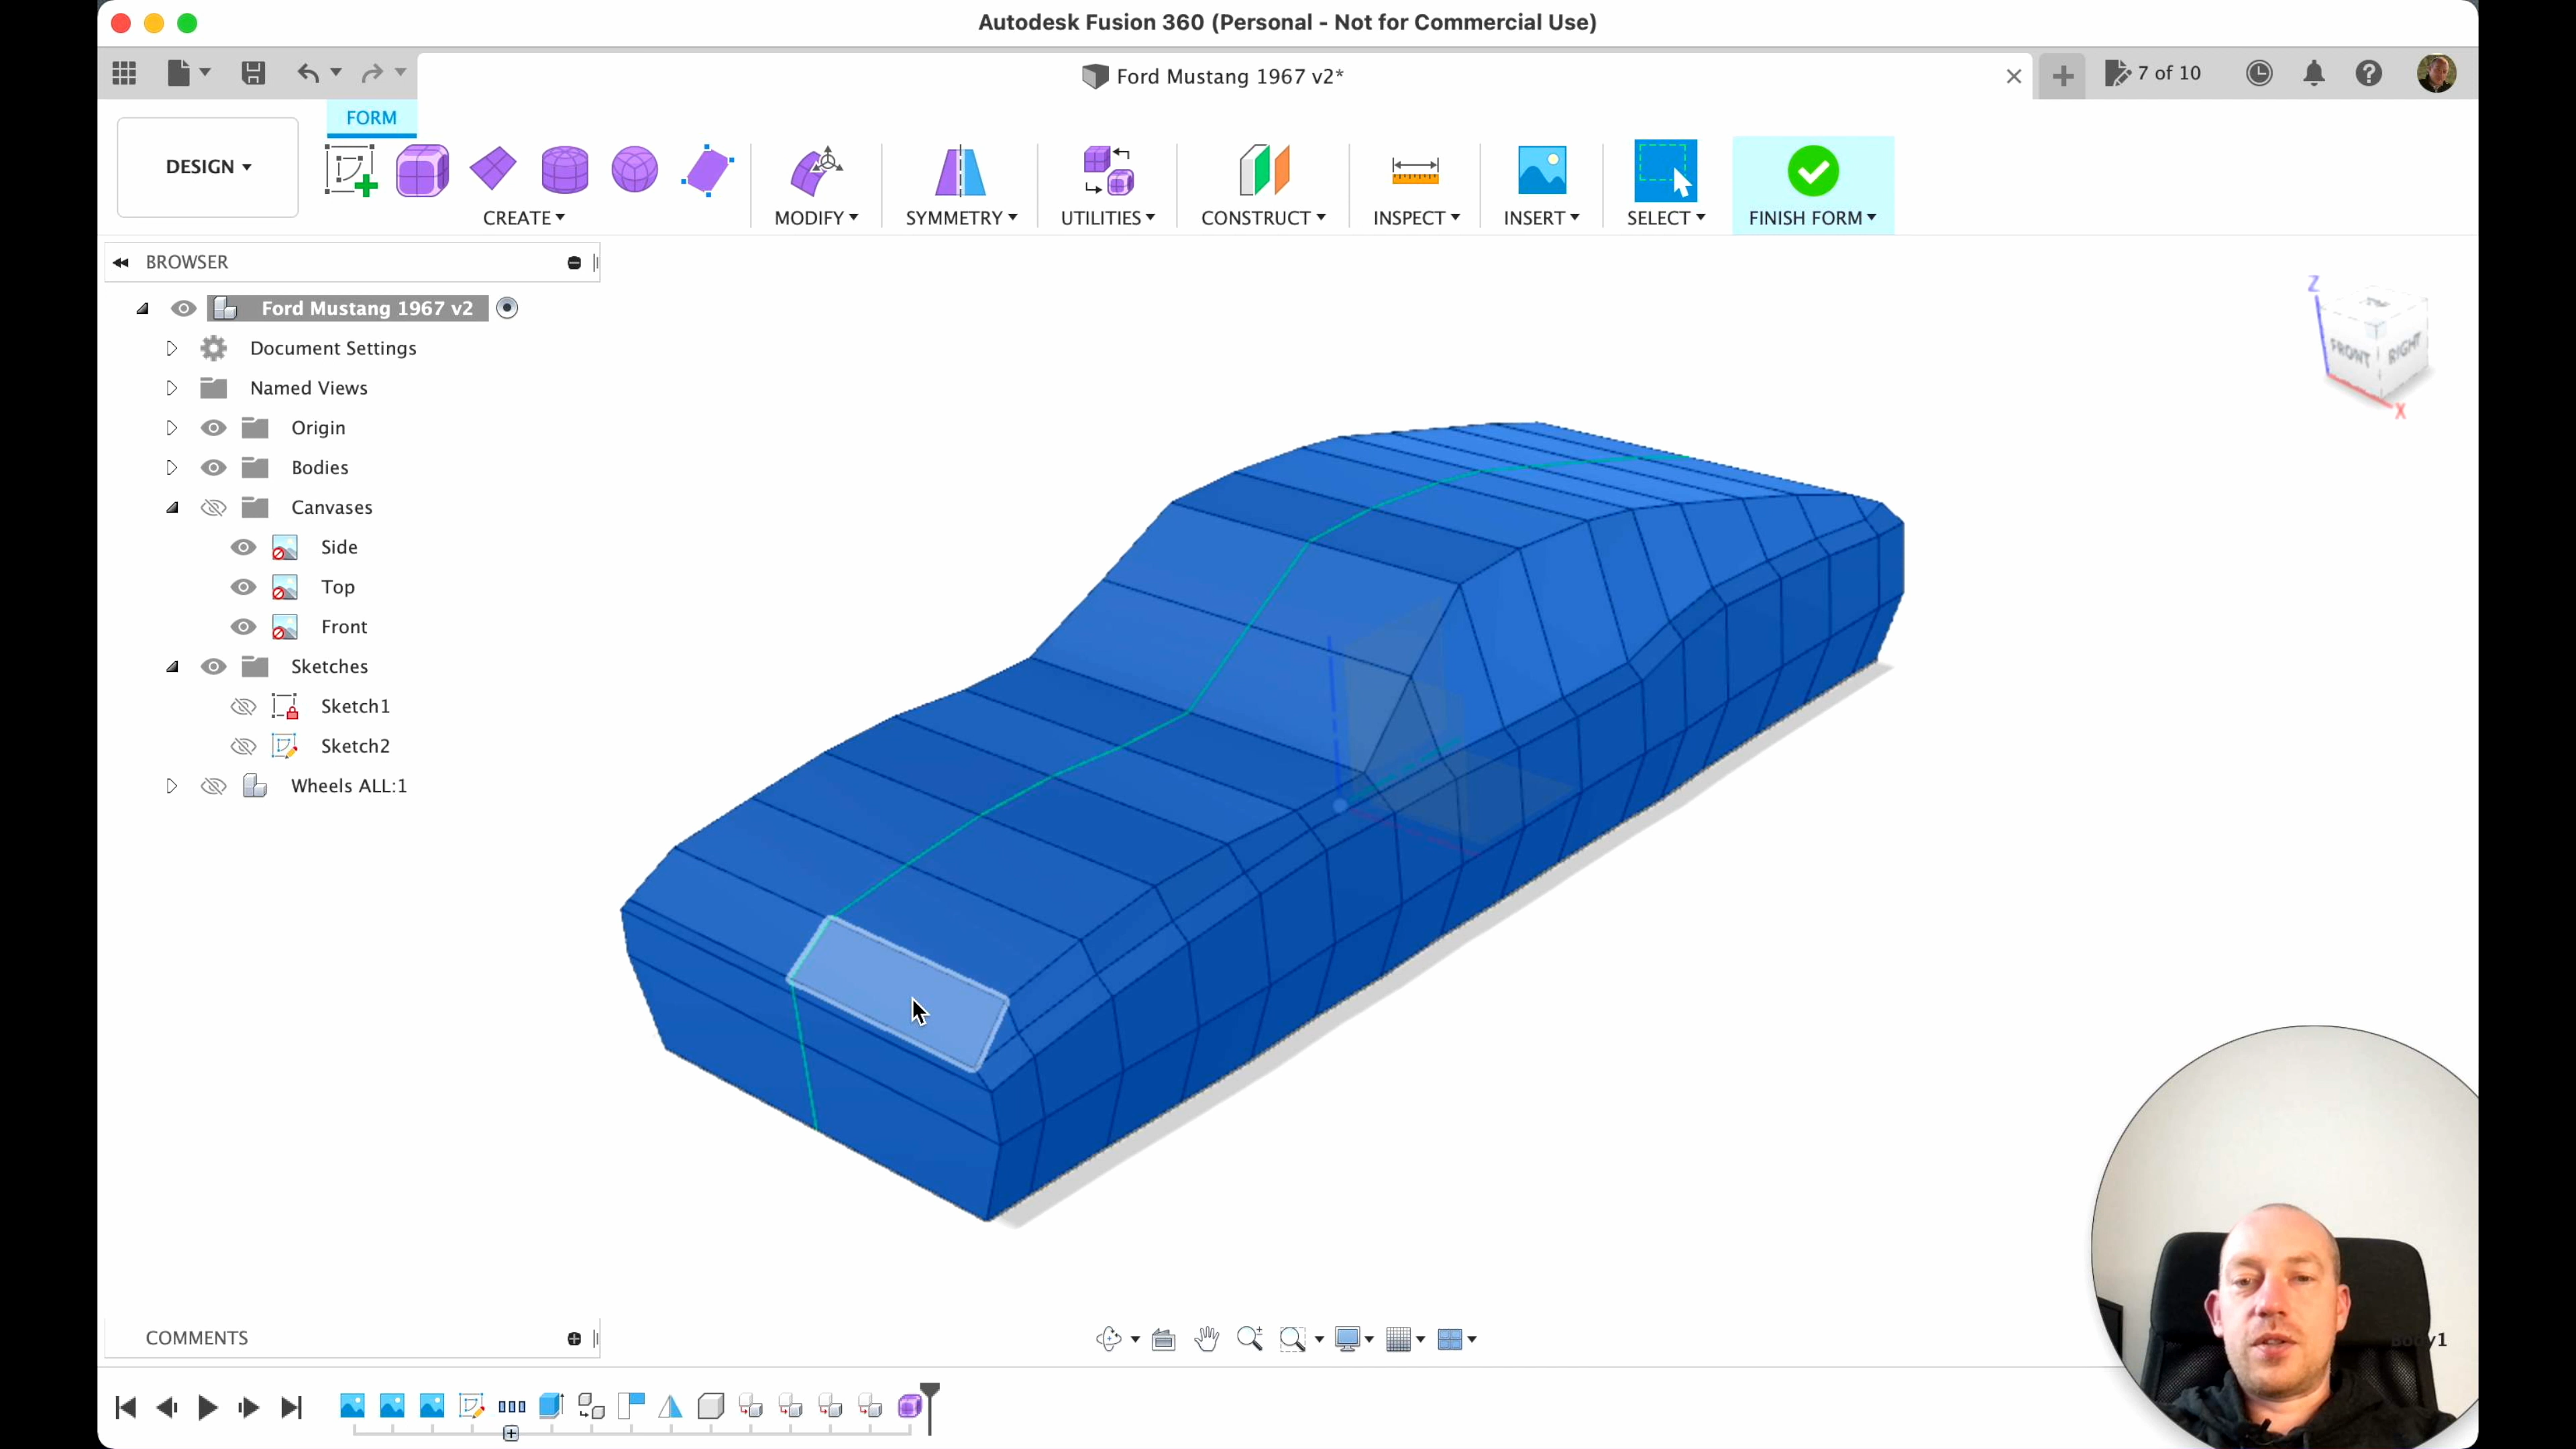 Autodesk Fusion 360 (Personal - Not for Commercial Use)
Ford Mustang 1967 v2*
7 of 10
FORM
DESIGN
CREATE
MODIFY
SYMMETRY
UTILITIES
CONSTRUCT
INSPECT
INSERT
SELECT
FINISH FORM
BROWSER
Ford Mustang 1967 v2
Document Settings
Named Views
Origin
Bodies
Canvases
Side
Top
Front
Sketches
Sketch1
Sketch2
Wheels ALL:1
Z
FRONT
RIGHT
X
COMMENTS